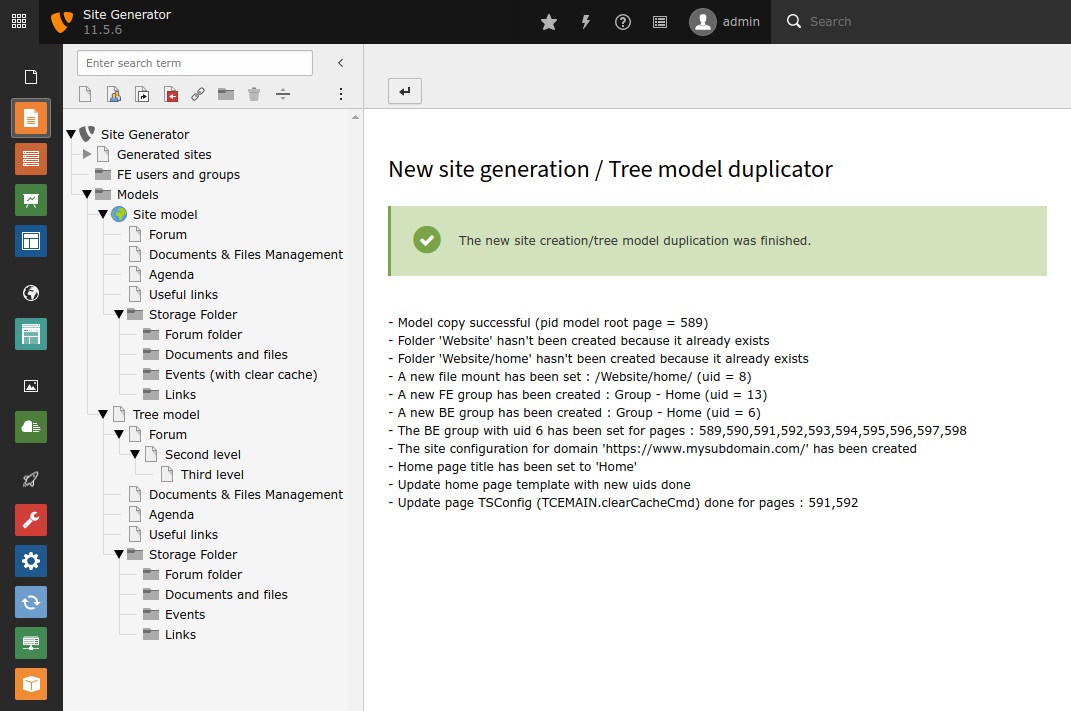 Site Generator
11.5.6
admin
Search
Enter search term
Site Generator
Generated sites
FE users and groups
Models
Site model
Forum
Documents & Files Management
Agenda
Useful links
Storage Folder
Forum folder
Documents and files
Events (with clear cache)
Links
Tree model
Forum
Second level
Third level
Documents & Files Management
Agenda
Useful links
Storage Folder
Forum folder
Documents and files
Events
Links
New site generation / Tree model duplicator
The new site creation/tree model duplication was finished.
- Model copy successful (pid model root page = 589)
- Folder 'Website' hasn't been created because it already exists
- Folder 'Website/home' hasn't been created because it already exists
- A new file mount has been set : /Website/home/ (uid = 8)
- A new FE group has been created : Group - Home (uid = 13)
- A new BE group has been created : Group - Home (uid = 6)
- The BE group with uid 6 has been set for pages : 589,590,591,592,593,594,595,596,597,598
- The site configuration for domain 'https://www.mysubdomain.com/' has been created
- Home page title has been set to 'Home'
- Update home page template with new uids done
- Update page TSConfig (TCEMAIN.clearCacheCmd) done for pages : 591,592